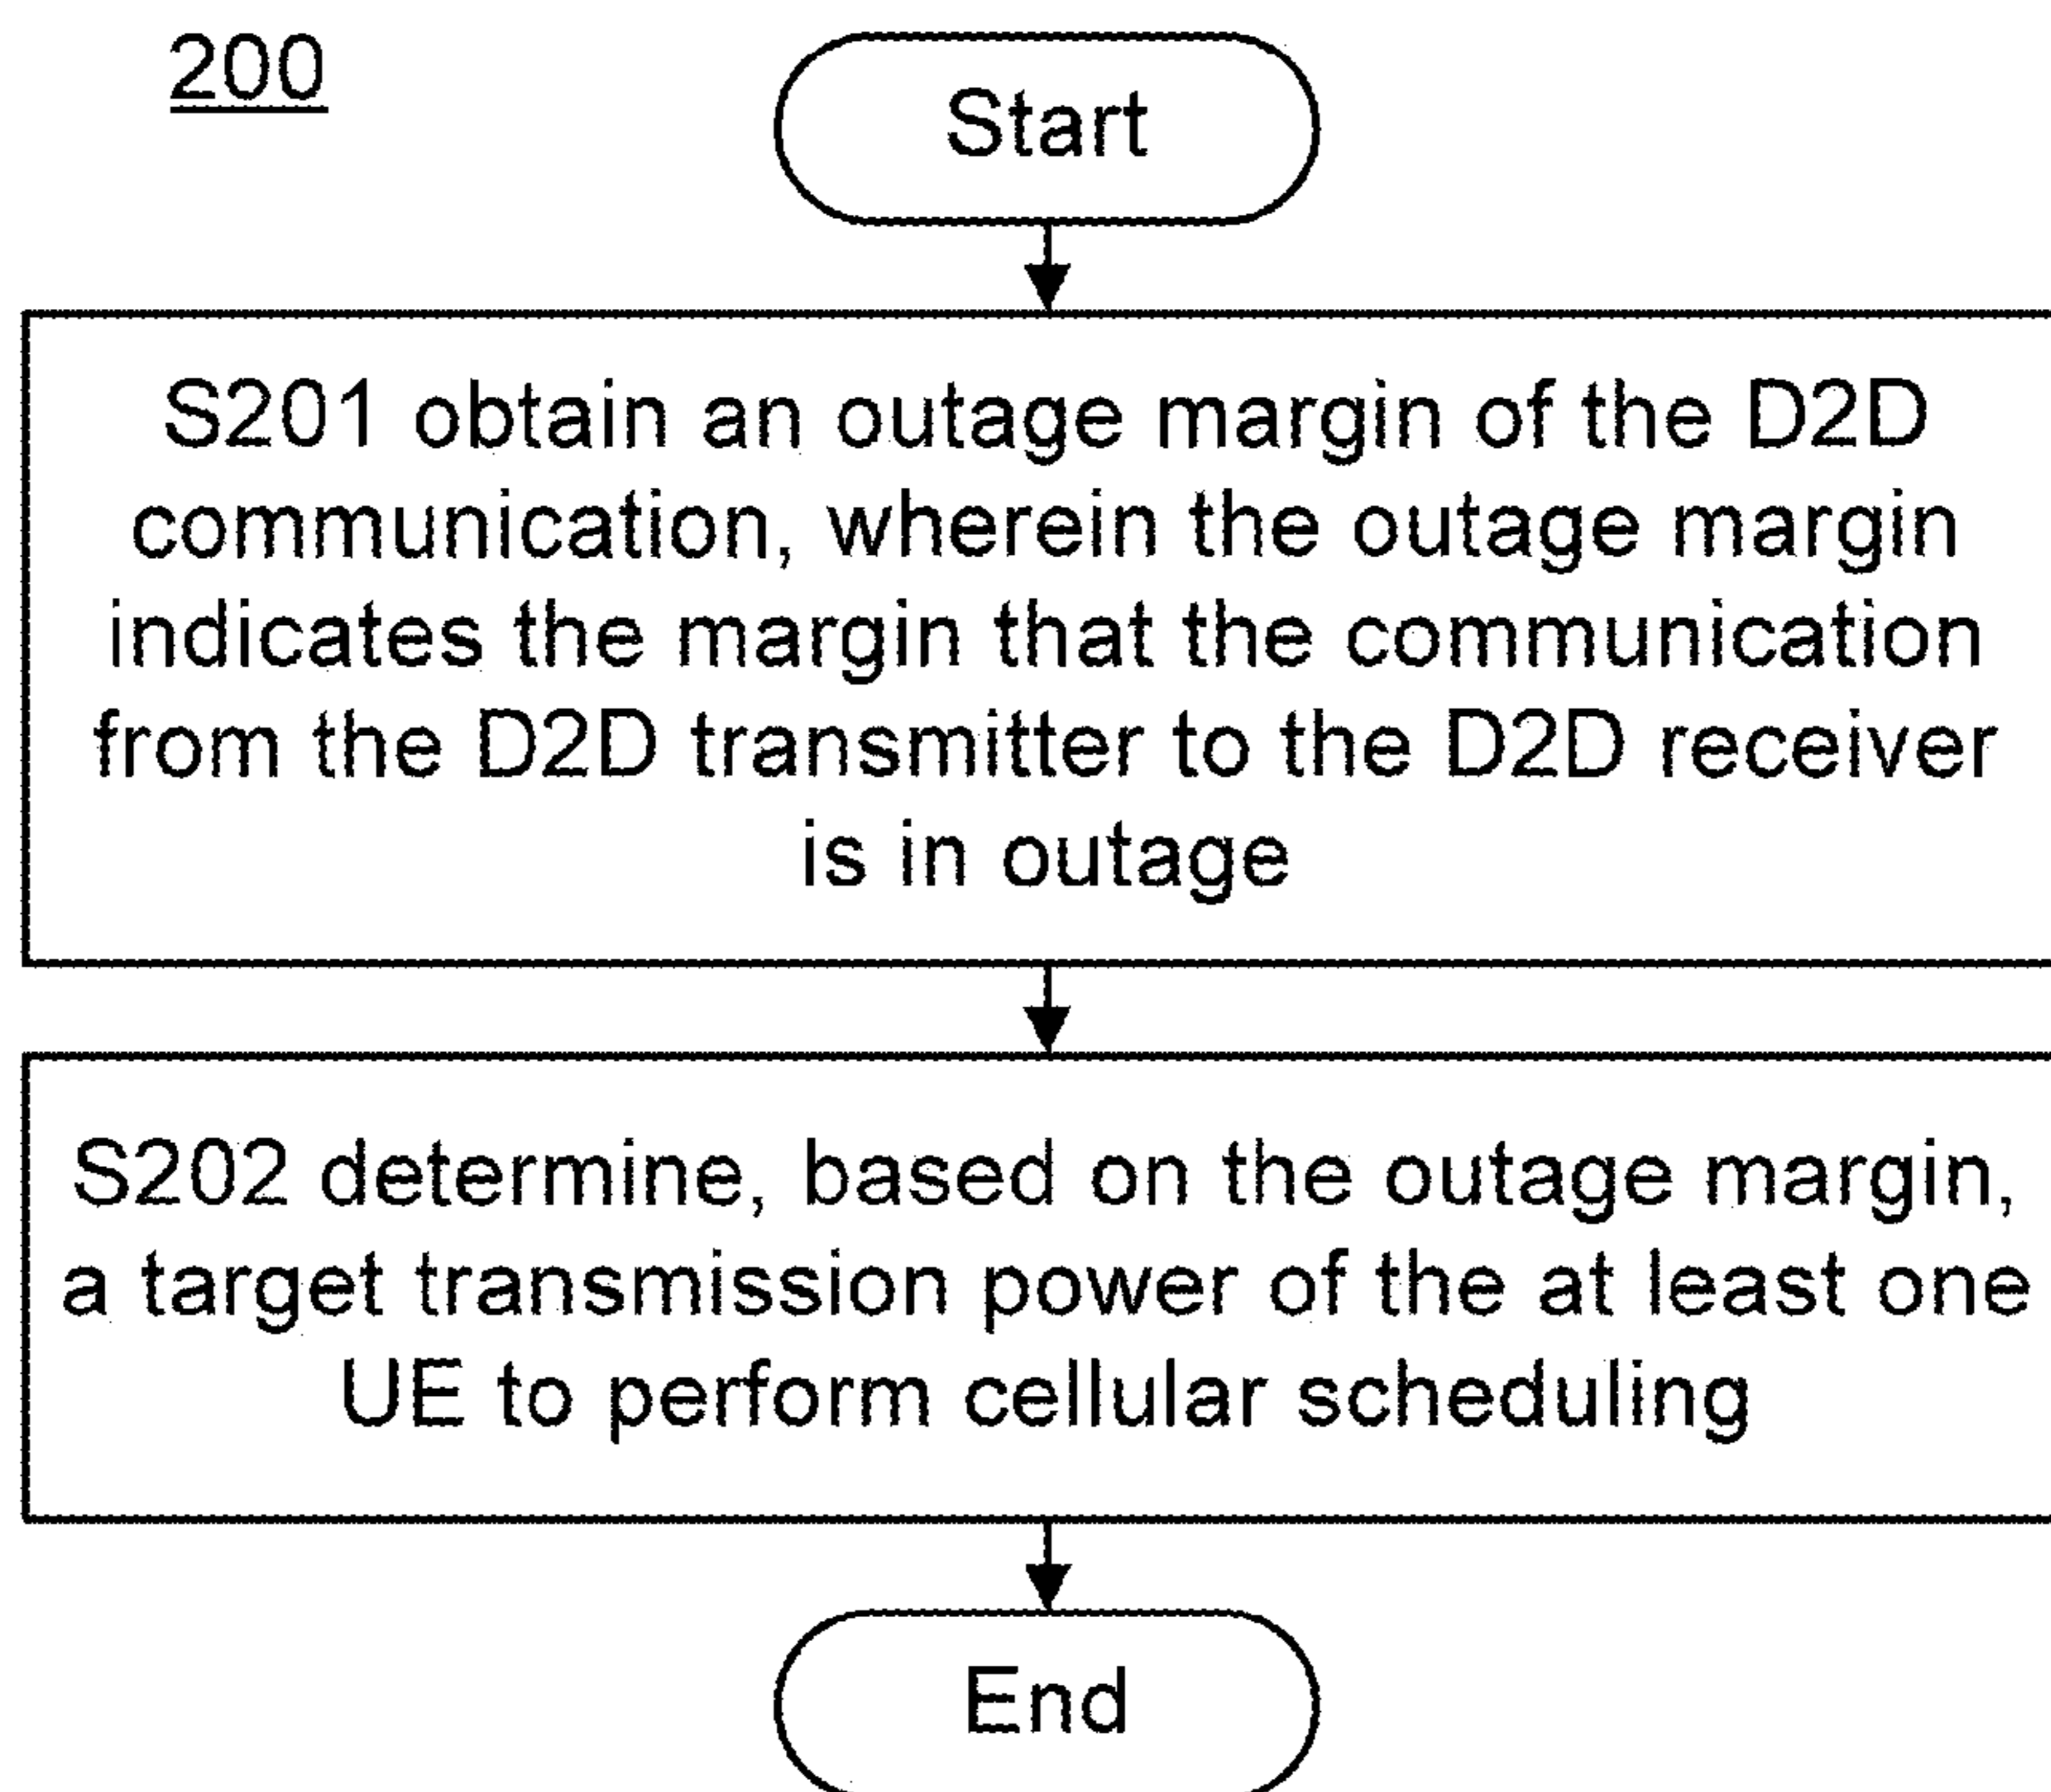 200
Start
S201 obtain an outage margin of the D2D
communication, wherein the outage margin
indicates the margin that the communication
from the D2D transmitter to the D2D receiver
is in outage
S202 determine, based on the outage margin,
a target transmission power of the at least one
UE to perform cellular scheduling
End